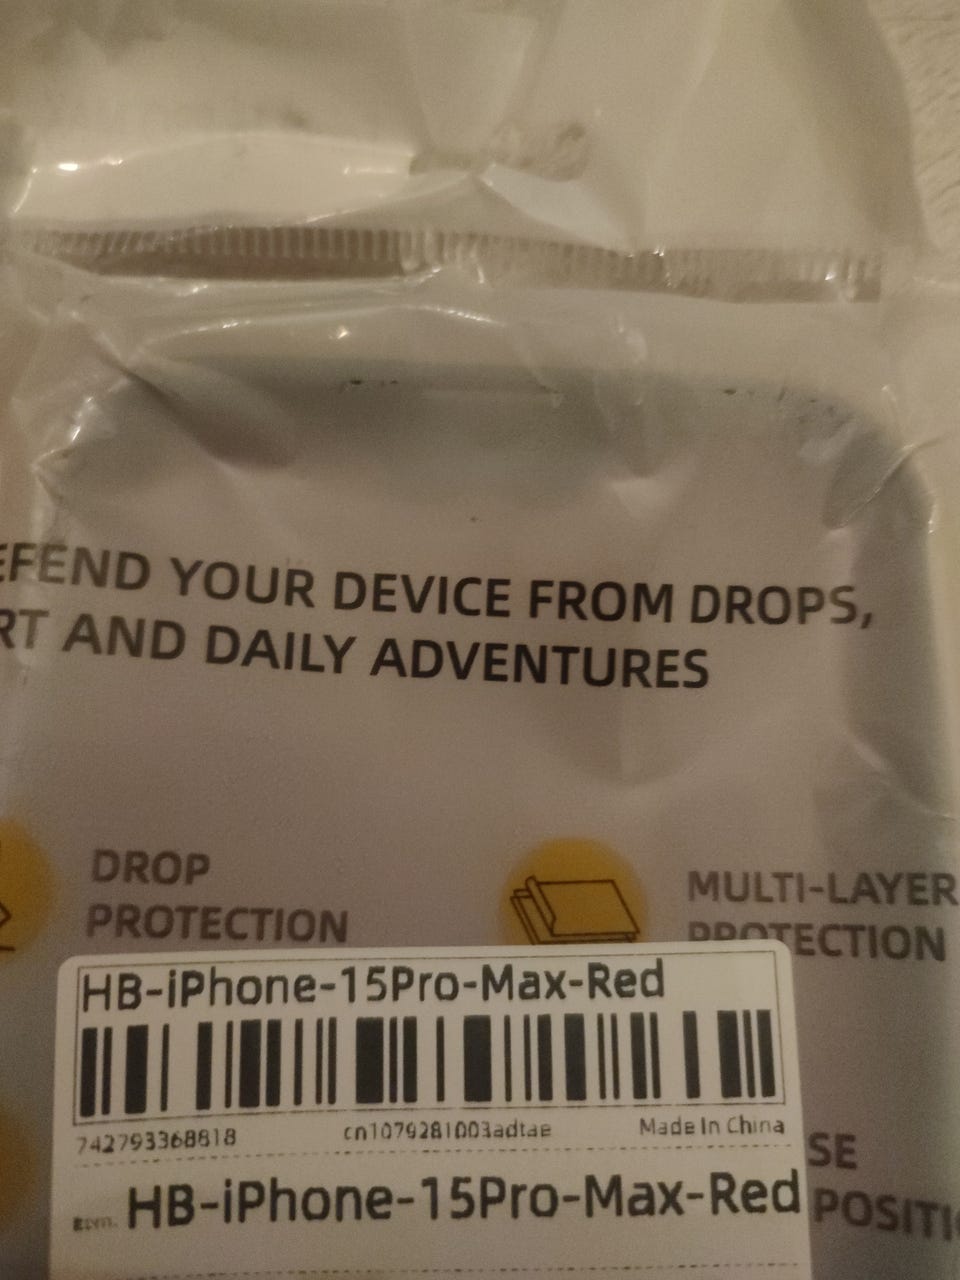 EFEND YOUR DEVICE FROM DROPS,
RT AND DAILY ADVENTURES
DROP
PROTECTION
MULTI-LAYER
PROTECTION
HB-iPhone-15Pro-Max-Red
742793368818 cn1079281003adtae Made In China
HB-iPhone-15Pro-Max-Red
SE
POSITI